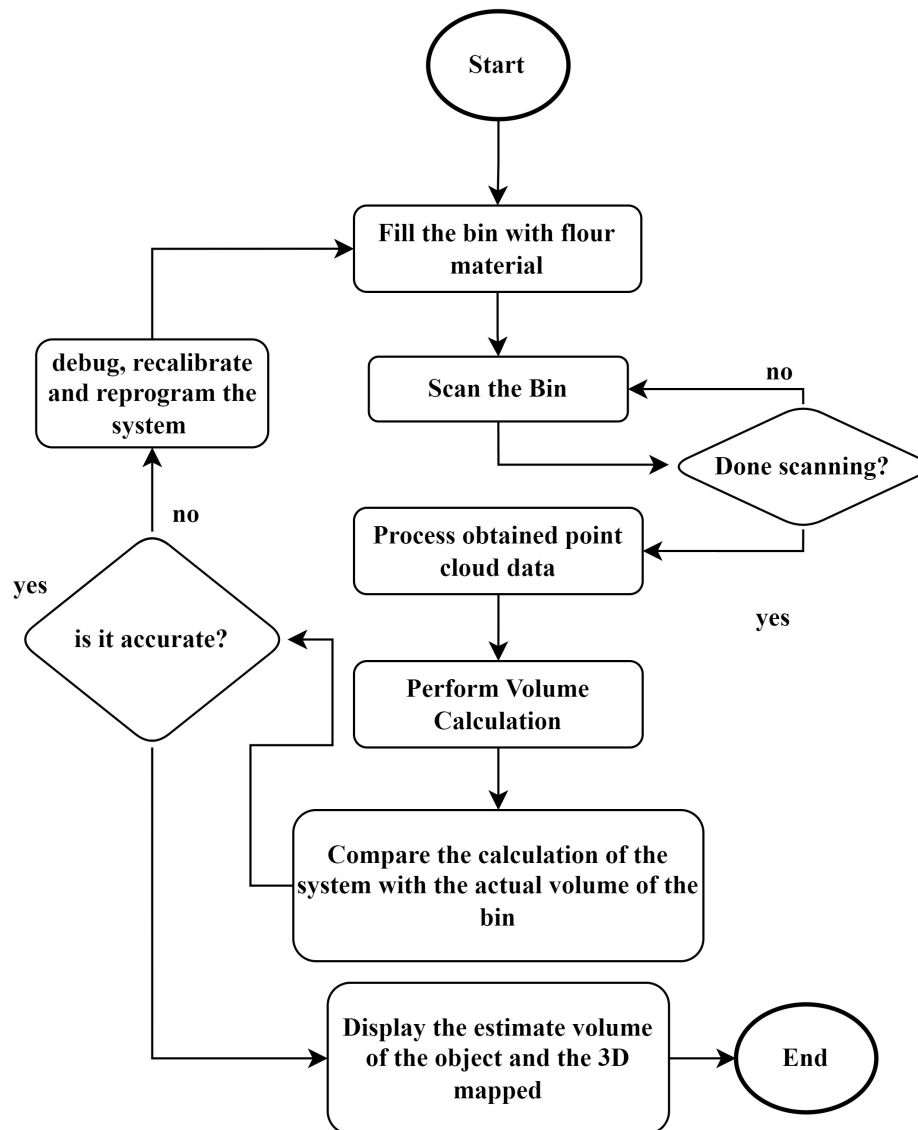 Start
Fill the bin with flour
material
debug, recalibrate
and reprogram the
system
Scan the Bin
no
Done scanning?
Process obtained point
cloud data
no
yes
is it accurate?
yes
Perform Volume
Calculation
Compare the calculation of the
system with the actual volume of the
bin
Display the estimate volume
of the object and the 3D
mapped
End